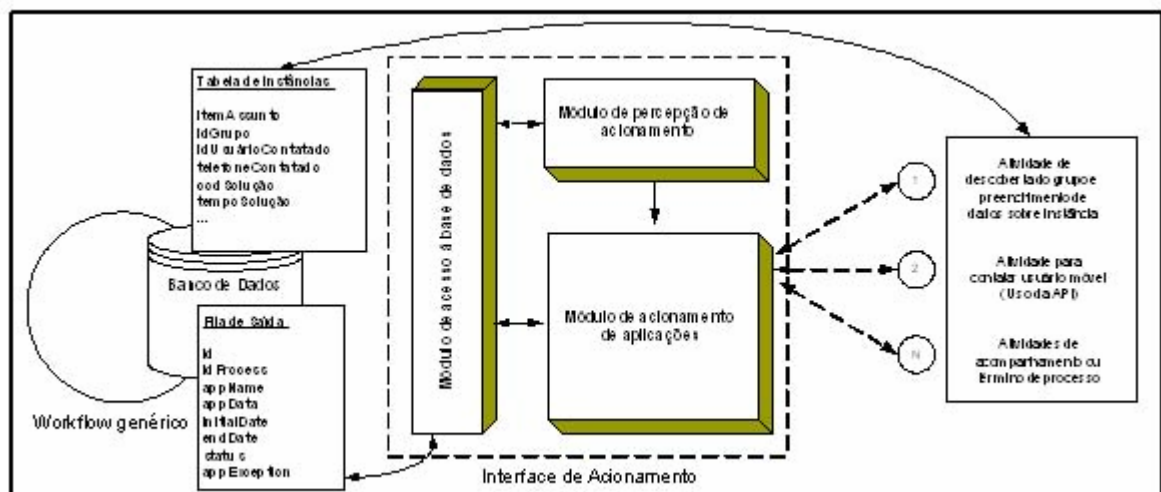 Tabela de Instâncias
ItemAssunto
IdGrupo
IdUsuárioContatado
telefoneContatado
codSolução
tempoSolução
...
Banco de Dados
Fila de Saída
Id
IdProcess
appName
appData
InitialDate
endDate
status
appException
Workflow genérico
Módulo de acesso á base de dados
Módulo de percepção de
acionamento
Módulo de acionamento
de aplicações
Interface de Acionamento
1
2
N
Atividade de
descoberta do grupo e
preenchimento de
dados sobre instância
Atividade para
contatar usuário móvel
(Uso da API)
Atividades de
acompanhamento ou
término de processo